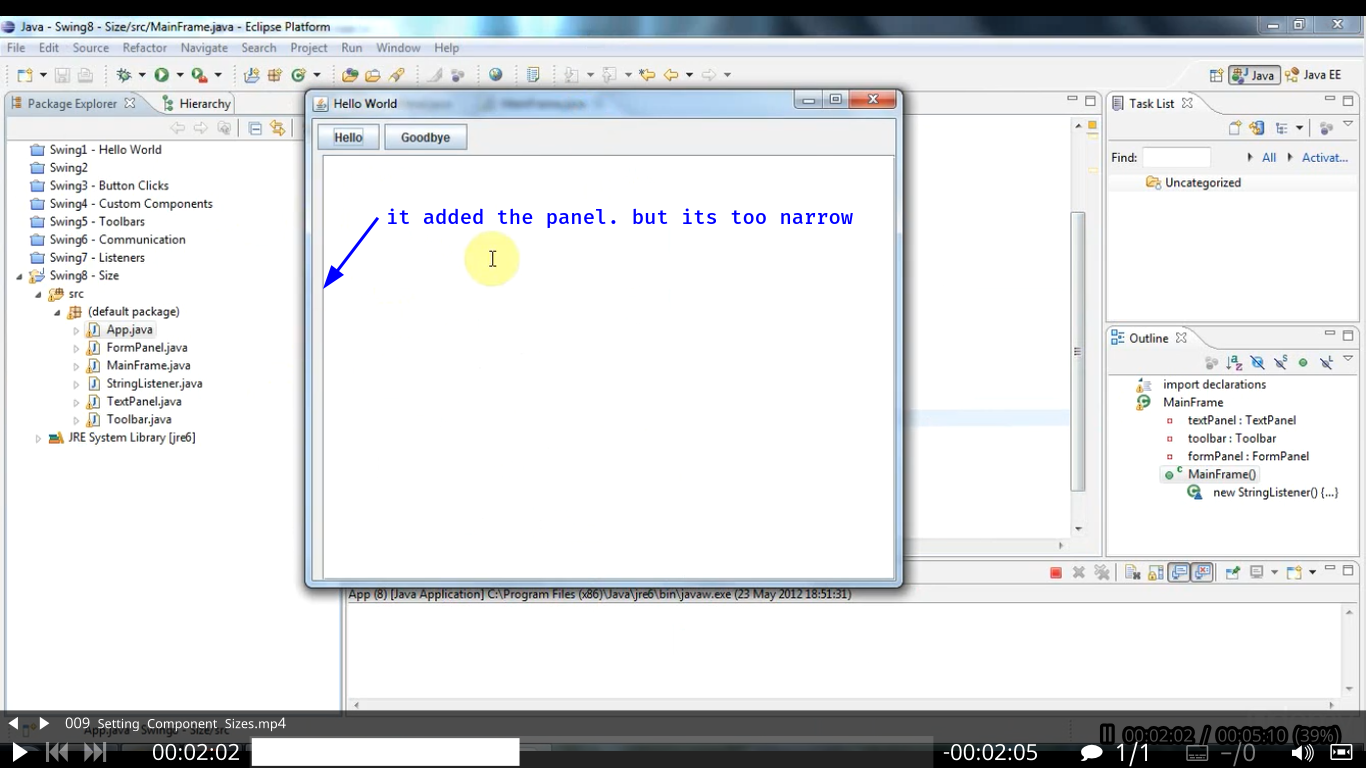 Java - Swing8 - Size/src/MainFrame.java - Eclipse Platform
File Edit Source Refactor Navigate Search Project Run Window Help
Java Java EE
Package Explorer Hierarchy
Swing1 - Hello World
Swing2
Swing3 - Button Clicks
Swing4 - Custom Components
Swing5 - Toolbars
Swing6 - Communication
Swing7 - Listeners
Swing8 - Size
src
(default package)
App.java
FormPanel.java
MainFrame.java
StringListener.java
TextPanel.java
Toolbar.java
JRE System Library [jre6]
Hello World
Hello Goodbye
it added the panel. but its too narrow
Task List
Find: All Activat...
Uncategorized
Outline
import declarations
MainFrame
textPanel : TextPanel
toolbar : Toolbar
formPanel : FormPanel
MainFrame()
new StringListener() {...}
App (8) [Java Application] C:\Program Files (x86)\Java\jre6\bin\javaw.exe (23 May 2012 18:51:31)
009 Setting Component Sizes.mp4
App.java - Swing8 - Size/src
00:02:02 / 00:05:10 (39%)
00:02:02 -00:02:05 1/1 -/0